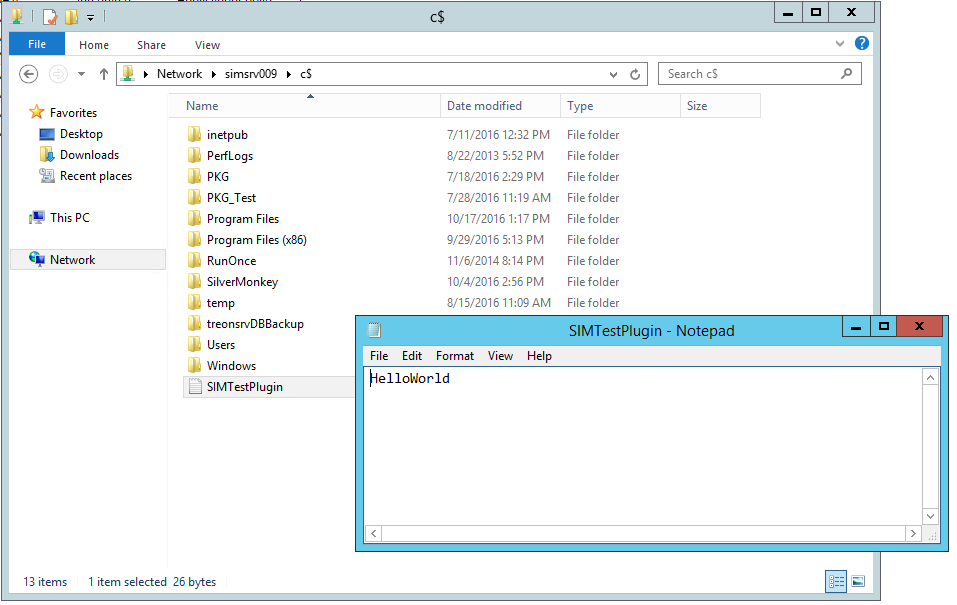 c$
File Home Share View
Network simsrv009 c$ Search c$
Name Date modified Type Size
Favorites
Desktop
Downloads
Recent places
This PC
Network
inetpub 7/11/2016 12:32 PM File folder
PerfLogs 8/22/2013 5:52 PM File folder
PKG 7/18/2016 2:29 PM File folder
PKG_Test 7/28/2016 11:19 AM File folder
Program Files 10/17/2016 1:17 PM File folder
Program Files (x86) 9/29/2016 5:13 PM File folder
RunOnce 11/6/2014 8:14 PM File folder
SilverMonkey 10/4/2016 2:56 PM File folder
temp 8/15/2016 11:09 AM File folder
treonsrvDBBackup
Users
Windows
SIMTestPlugin
SIMTestPlugin - Notepad
File Edit Format View Help
HelloWorld
13 items 1 item selected 26 bytes